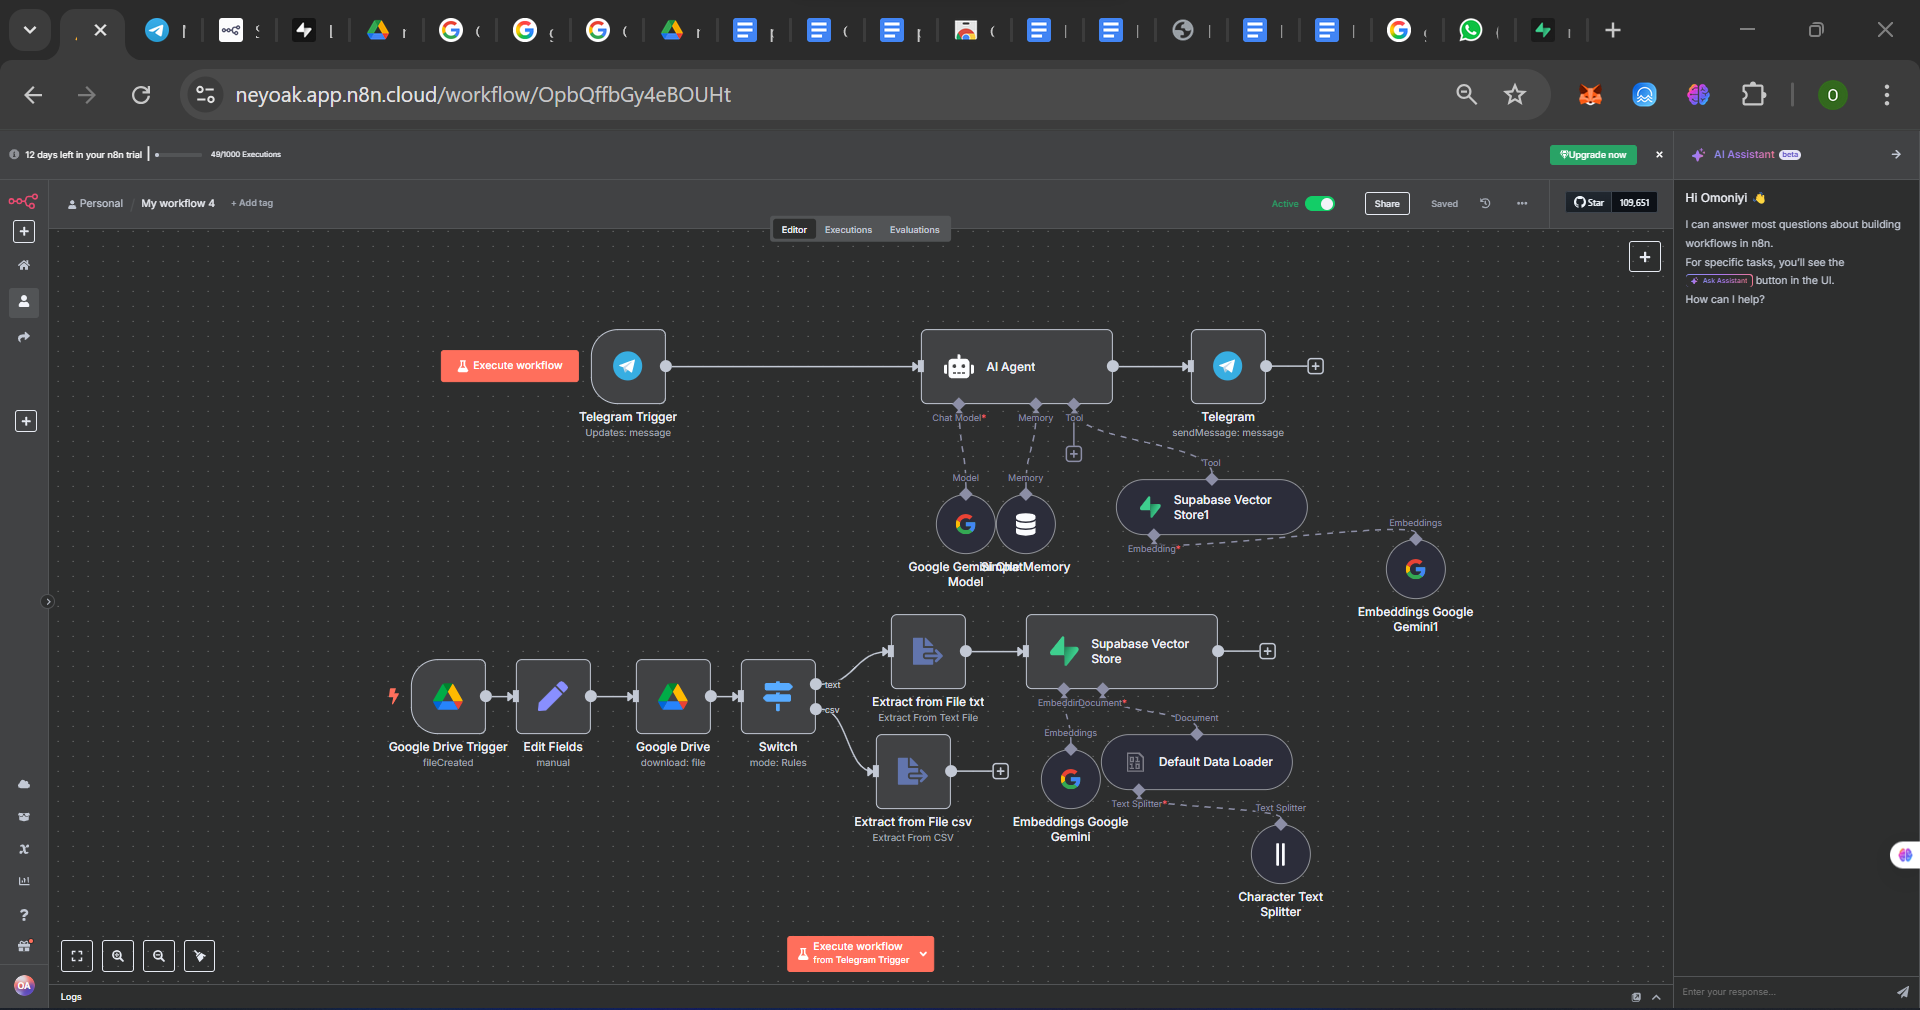 neyoak.app.n8n.cloud/workflow/OpbQffbGy4eBOUHt
12 days left in your n8n trial
49/1000 Executions
Upgrade now
AI Assistant beta
Personal / My workflow 4 + Add tag
Active
Share
Saved
Star 109,651
Editor Executions Evaluations
Hi Omoniyi 👋
I can answer most questions about building
workflows in n8n.
For specific tasks, you'll see the
Ask Assistant button in the UI.
How can I help?
Execute workflow
Telegram Trigger
Updates: message
AI Agent
Chat Model*
Memory
Tool
Telegram
sendMessage: message
Model
Memory
Tool
Google Gemini Chat
Model
Simple Memory
Supabase Vector
Store1
Embedding*
Embeddings
Embeddings Google
Gemini1
Google Drive Trigger
fileCreated
Edit Fields
manual
Google Drive
download: file
Switch
mode: Rules
text
csv
Extract from File txt
Extract From Text File
Extract from File csv
Extract From CSV
Supabase Vector
Store
Embedding
Document*
Embeddings
Document
Embeddings Google
Gemini
Default Data Loader
Text Splitter*
Text Splitter
Character Text
Splitter
Execute workflow
from Telegram Trigger
Logs
OA
Enter your response...